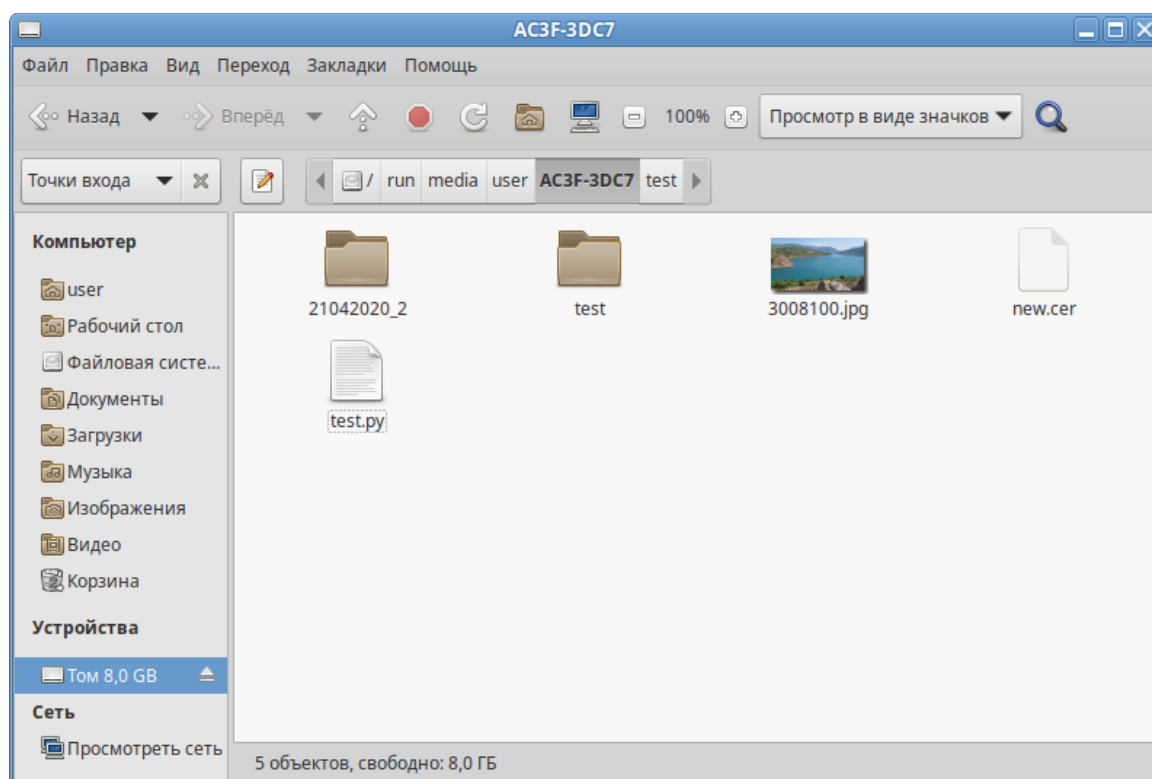 AC3F-3DC7
Файл Правка Вид Переход Закладки Помощь
Назад Вперёд 100% Просмотр в виде значков
Точки входа / run media user AC3F-3DC7 test
Компьютер
user
Рабочий стол
Файловая систе...
Документы
Загрузки
Музыка
Изображения
Видео
Корзина
Устройства
Том 8,0 GB
Сеть
Просмотреть сеть
21042020_2 test 3008100.jpg new.cer
test.py
5 объектов, свободно: 8,0 ГБ